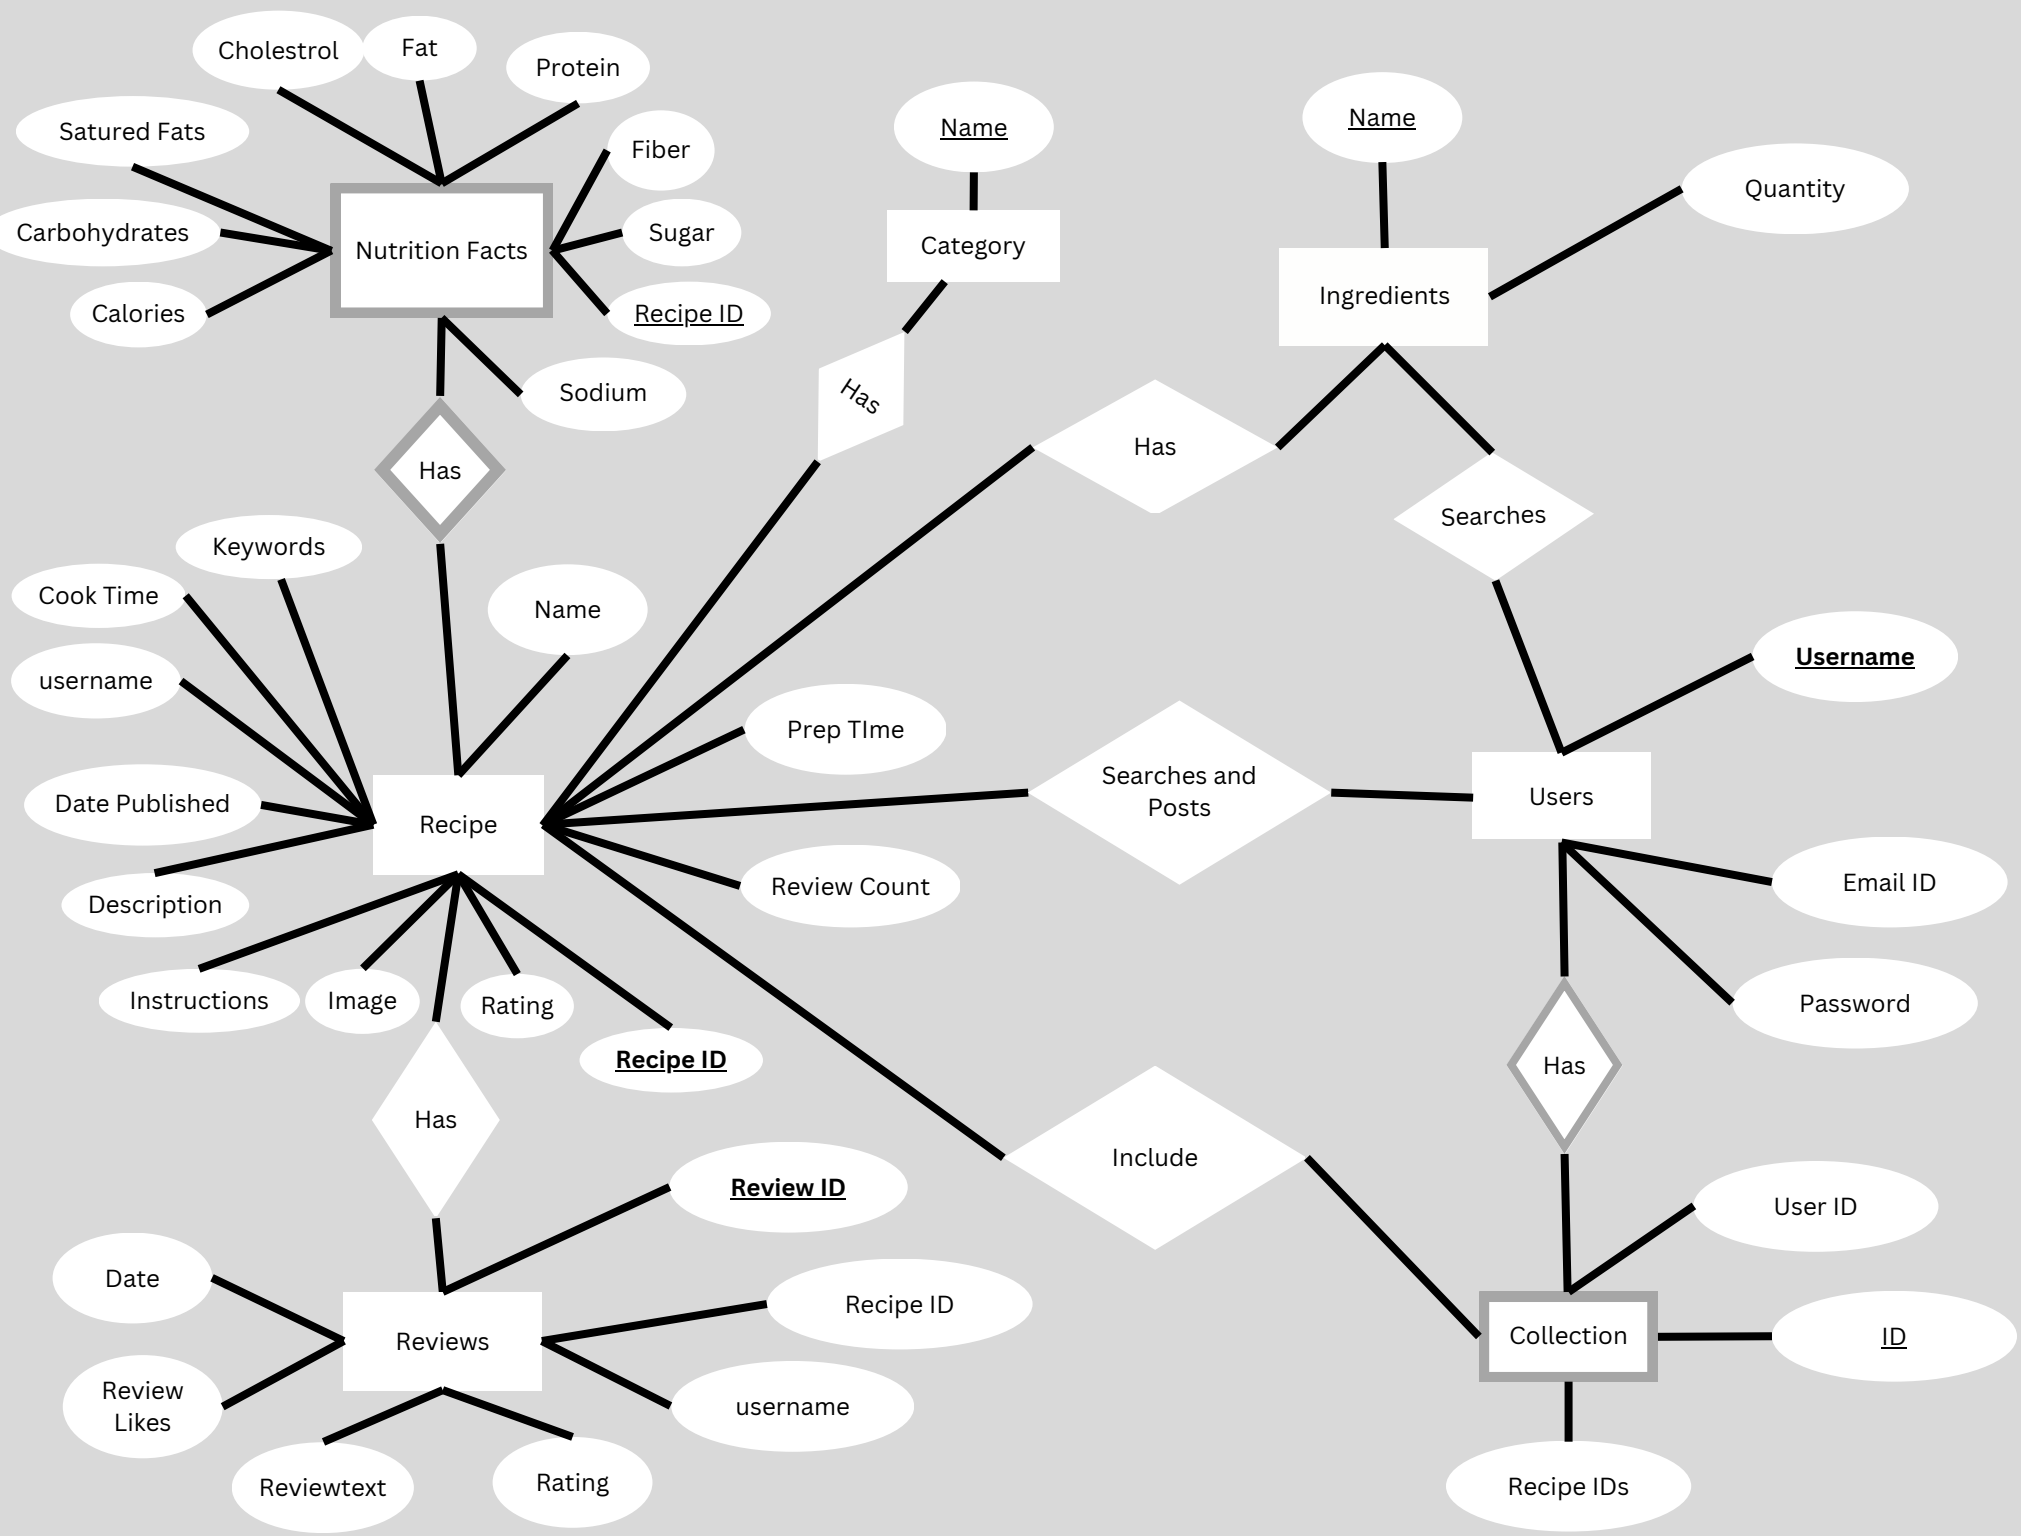 Cholestrol
Fat
Protein
Satured Fats
Fiber
Carbohydrates
Nutrition Facts
Sugar
Calories
Recipe ID
Sodium
Has
Name
Category
Has
Name
Quantity
Ingredients
Has
Searches
Keywords
Cook Time
Name
username
Username
Prep TIme
Searches and
Posts
Users
Date Published
Recipe
Review Count
Email ID
Description
Instructions
Image
Rating
Recipe ID
Password
Has
Has
Include
Review ID
User ID
Date
Recipe ID
Reviews
Collection
ID
Review
Likes
username
Reviewtext
Rating
Recipe IDs